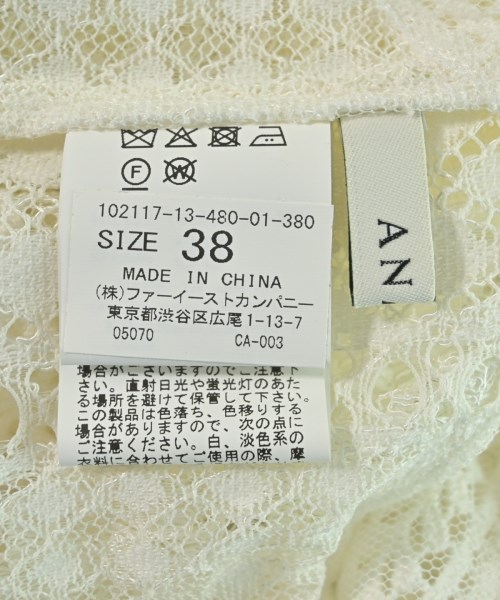 F W
102117-13-480-01-380
SIZE 38
MADE IN CHINA
(株)ファーイーストカンパニー
東京都渋谷区広尾1-13-7
05070 CA-003
場合がございますのでご注意下
さい。直射日光や蛍光灯のあた
る場所を避けて保管して下さい。
この製品は色落ち、色移りする
場合がありますので、次の点に
ご注意ください。白、淡色系の
衣料に合わせてご使用の際、摩
AN